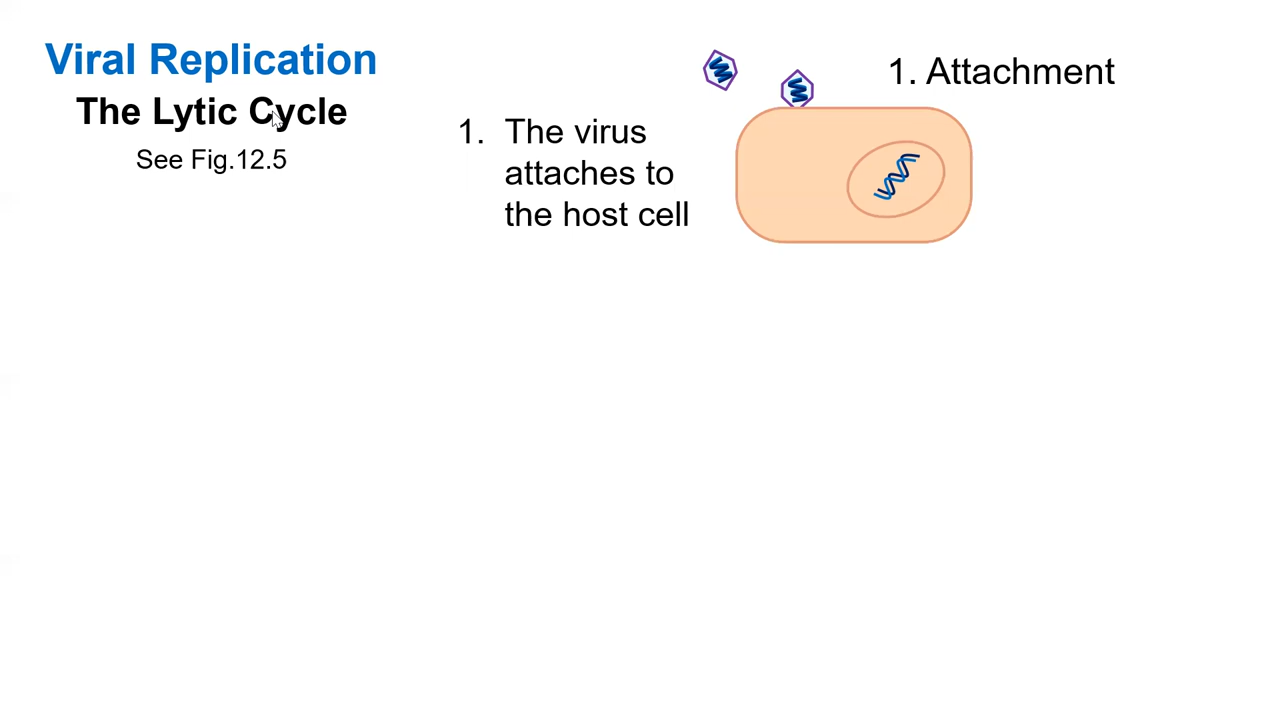 Viral Replication
The Lytic Cycle
See Fig.12.5
1. The virus
attaches to
the host cell
1. Attachment